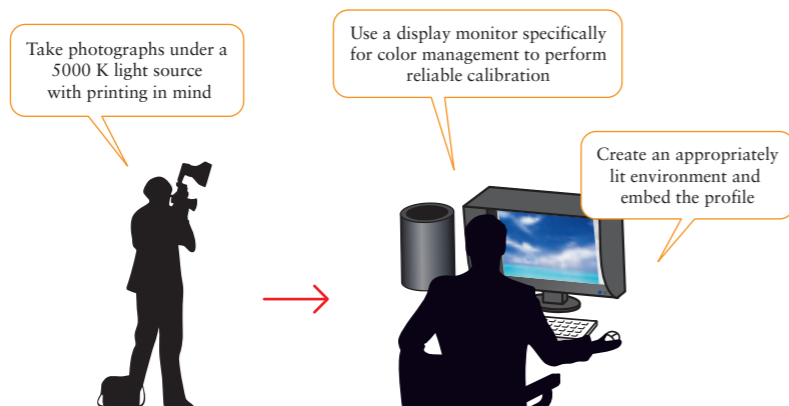 Take photographs under a
5000 K light source
with printing in mind
Use a display monitor specifically
for color management to perform
reliable calibration
Create an appropriately
lit environment and
embed the profile